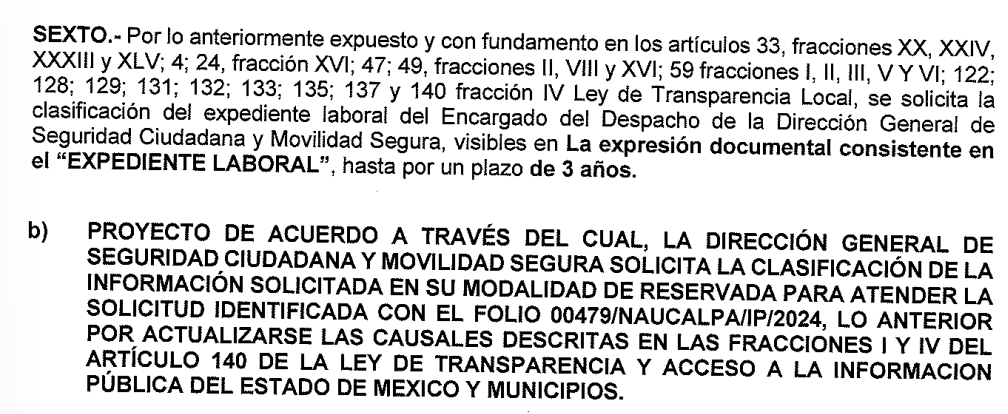 SEXTO.- Por lo anteriormente expuesto y con fundamento en los artículos 33, fracciones XX, XXIV,
XXXIII y XLV; 4; 24, fracción XVI; 47; 49, fracciones II, VIII y XVI; 59 fracciones I, II, III, V Y VI; 122;
128; 129; 131; 132; 133; 135; 137 y 140 fracción IV Ley de Transparencia Local, se solicita la
clasificación del expediente laboral del Encargado del Despacho de la Dirección General de
Seguridad Ciudadana y Movilidad Segura, visibles en La expresión documental consistente en
el “EXPEDIENTE LABORAL”, hasta por un plazo de 3 años.
b) PROYECTO DE ACUERDO A TRAVÉS DEL CUAL, LA DIRECCIÓN GENERAL DE
SEGURIDAD CIUDADANA Y MOVILIDAD SEGURA SOLICITA LA CLASIFICACIÓN DE LA
INFORMACIÓN SOLICITADA EN SU MODALIDAD DE RESERVADA PARA ATENDER LA
SOLICITUD IDENTIFICADA CON EL FOLIO 00479/NAUCALPA/IP/2024, LO ANTERIOR
POR ACTUALIZARSE LAS CAUSALES DESCRITAS EN LAS FRACCIONES I Y IV DEL
ARTÍCULO 140 DE LA LEY DE TRANSPARENCIA Y ACCESO A LA INFORMACION
PÚBLICA DEL ESTADO DE MEXICO Y MUNICIPIOS.